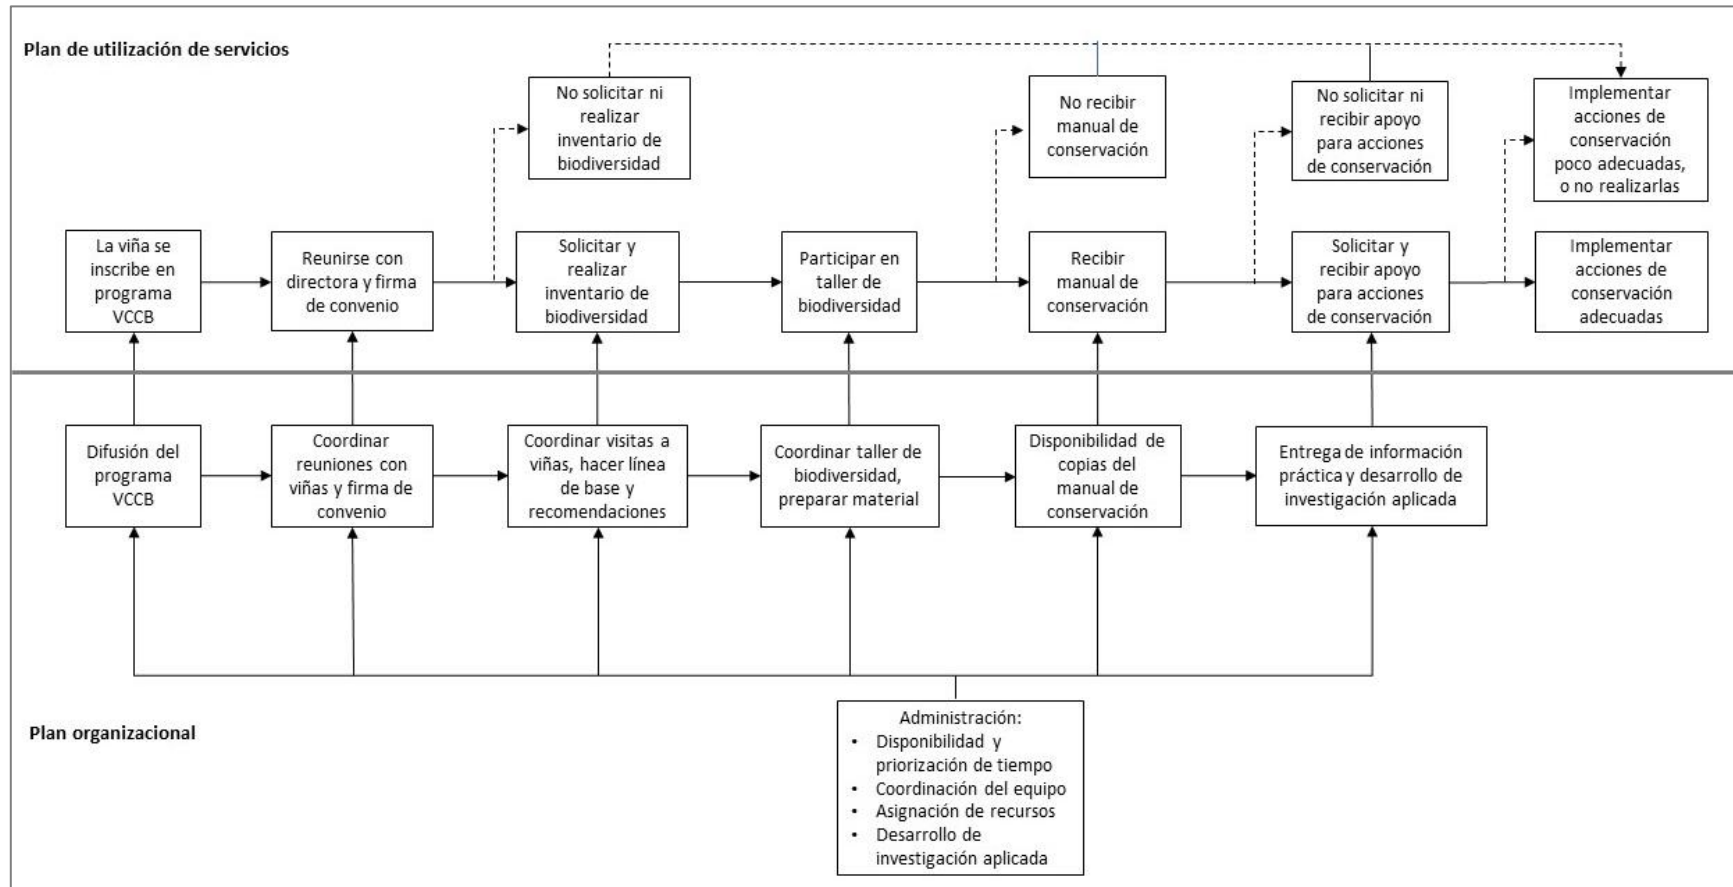 Plan de utilización de servicios
No solicitar ni
realizar
inventario de
biodiversidad
No recibir
manual de
conservación
No solicitar ni
recibir apoyo
para acciones
de conservación
Implementar
acciones de
conservación
poco adecuadas,
o no realizarlas
La viña se
inscribe en
programa
VCCB
Reunirse con
directora y firma
de convenio
Solicitar y
realizar
inventario de
biodiversidad
Participar en
taller de
biodiversidad
Recibir
manual de
conservación
Solicitar y
recibir apoyo
para acciones
de conservación
Implementar
acciones de
conservación
adecuadas
Difusión del
programa
VCCB
Coordinar
reuniones con
viñas y firma de
convenio
Coordinar visitas a
viñas, hacer línea
de base y
recomendaciones
Coordinar taller de
biodiversidad,
preparar material
Disponibilidad de
copias del
manual de
conservación
Entrega de información
práctica y desarrollo de
investigación aplicada
Plan organizacional
Administración:
• Disponibilidad y
priorización de tiempo
• Coordinación del equipo
• Asignación de recursos
• Desarrollo de
investigación aplicada